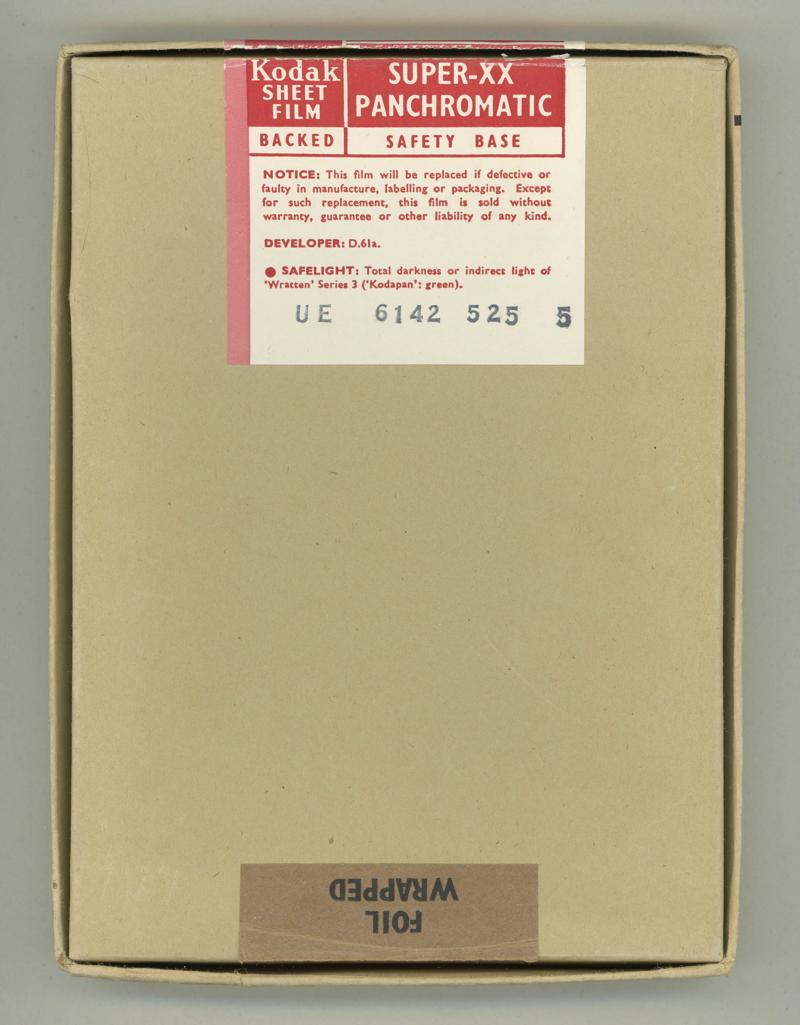 Kodak
SHEET
FILM
SUPER-XX
PANCHROMATIC
BACKED
SAFETY BASE
NOTICE: This film will be replaced if defective or
faulty in manufacture, labelling or packaging. Except
for such replacement, this film is sold without
warranty, guarantee or other liability of any kind.
DEVELOPER: D.61a.
● SAFELIGHT: Total darkness or indirect light of
'Wratten' Series 3 ('Kodapan': green).
UE 6142 525 5
FOIL
WRAPPED